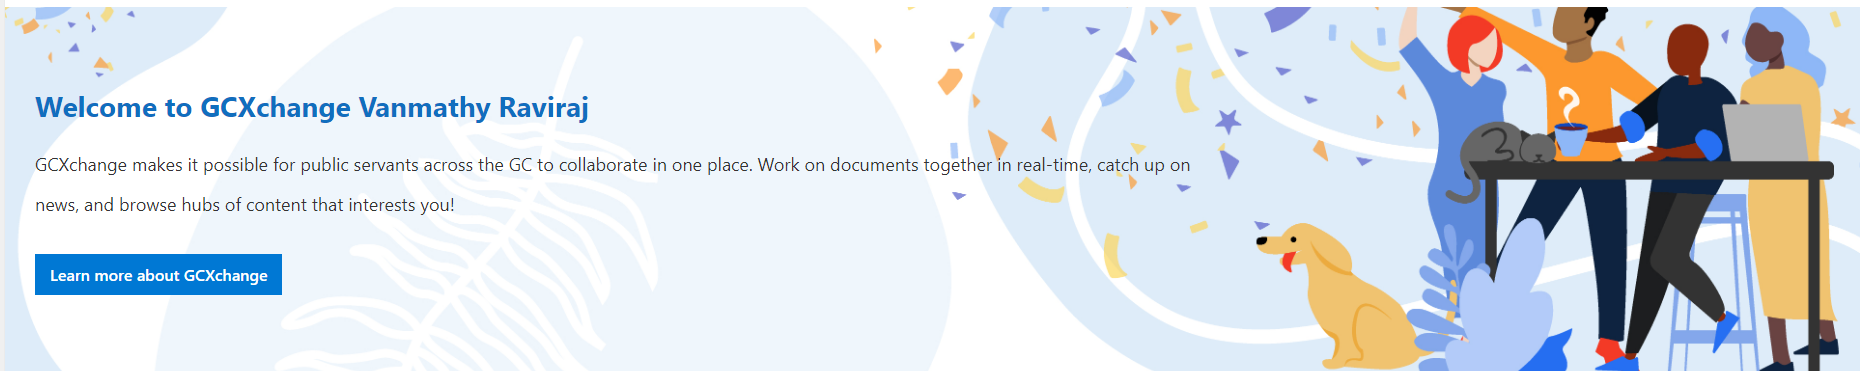 Welcome to GCXchange Vanmathy Raviraj
GCXchange makes it possible for public servants across the GC to collaborate in one place. Work on documents together in real-time, catch up on
news, and browse hubs of content that interests you!
Learn more about GCXchange